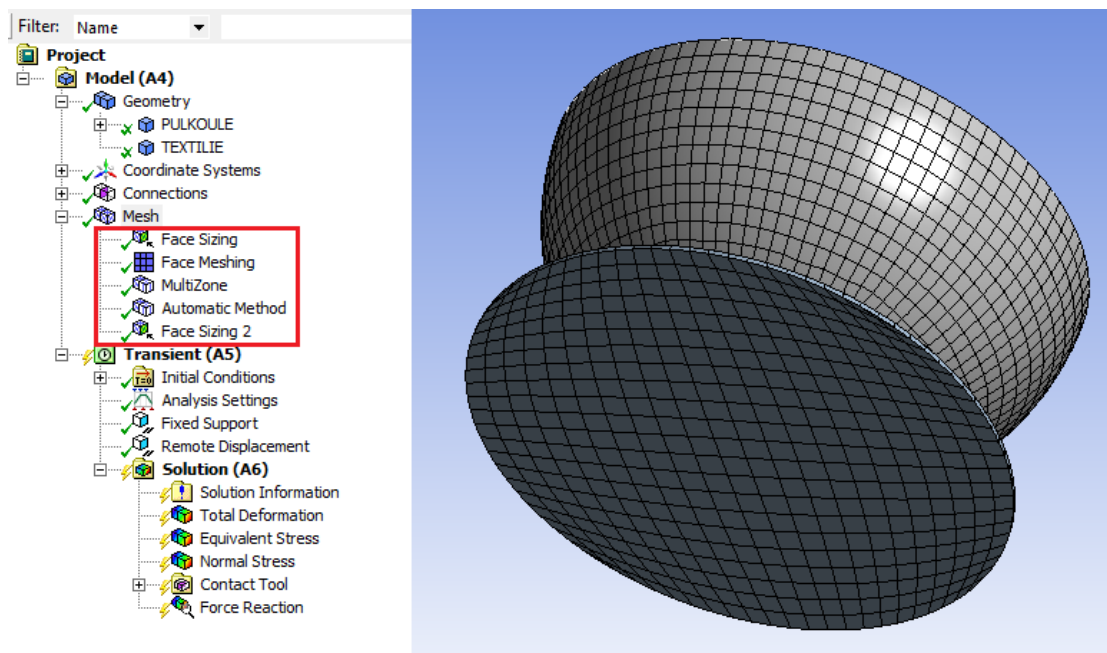 Filter: Name
Project
Model (A4)
Geometry
PULKOULE
TEXTILIE
Coordinate Systems
Connections
Mesh
Face Sizing
Face Meshing
MultiZone
Automatic Method
Face Sizing 2
Transient (A5)
T=0 Initial Conditions
Analysis Settings
Fixed Support
Remote Displacement
Solution (A6)
Solution Information
Total Deformation
Equivalent Stress
Normal Stress
Contact Tool
Force Reaction